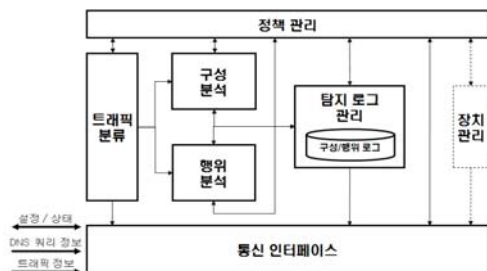 정책 관리
구성
분석
트래픽
분류
탐지 로그
관리
구성/행위 로그
장치
관리
행위
분석
설정 / 상태
DNS 쿼리 정보
트래픽 정보
통신 인터페이스